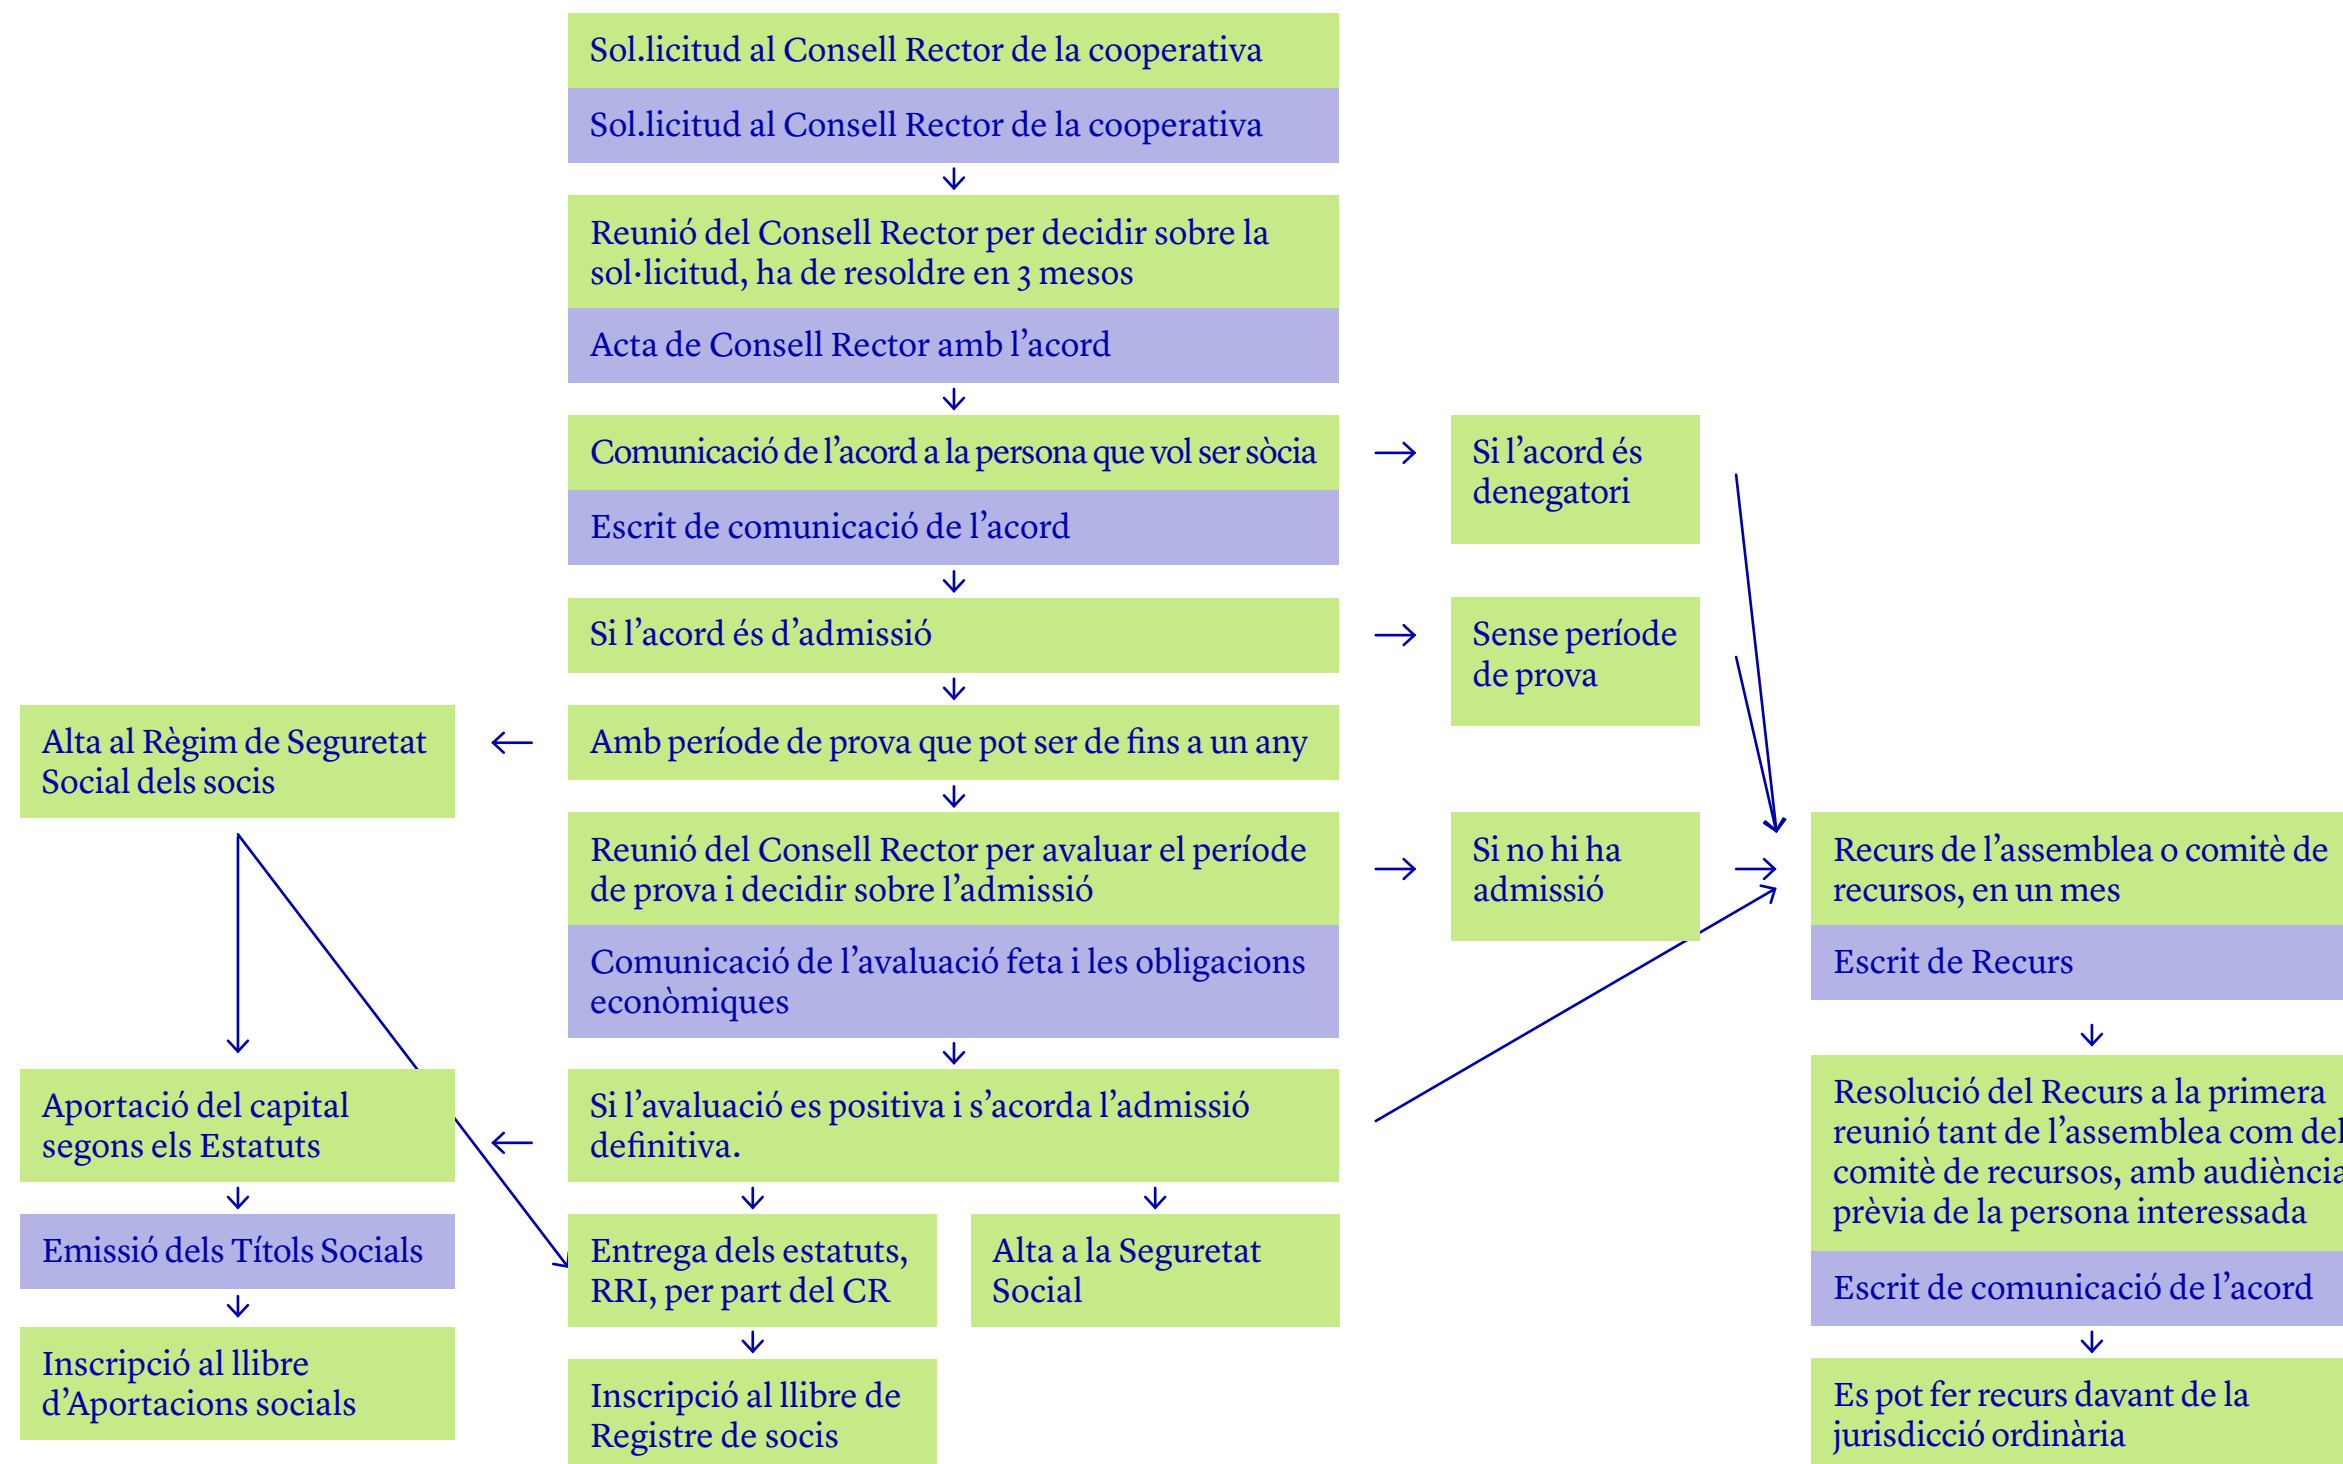 Sol.licitud al Consell Rector de la cooperativa
Sol.licitud al Consell Rector de la cooperativa
Reunió del Consell Rector per decidir sobre la
sol·licitud, ha de resoldre en 3 mesos
Acta de Consell Rector amb l’acord
Comunicació de l’acord a la persona que vol ser sòcia
Escrit de comunicació de l’acord
Si l’acord és
denegatori
Si l’acord és d’admissió
Sense període
de prova
Alta al Règim de Seguretat
Social dels socis
Amb període de prova que pot ser de fins a un any
Reunió del Consell Rector per avaluar el període
de prova i decidir sobre l’admissió
Comunicació de l’avaluació feta i les obligacions
econòmiques
Si no hi ha
admissió
Recurs de l’assemblea o comitè de
recursos, en un mes
Escrit de Recurs
Aportació del capital
segons els Estatuts
Si l’avaluació es positiva i s’acorda l’admissió
definitiva.
Resolució del Recurs a la primera
reunió tant de l’assemblea com del
comitè de recursos, amb audiència
prèvia de la persona interessada
Escrit de comunicació de l’acord
Emissió dels Títols Socials
Entrega dels estatuts,
RRI, per part del CR
Alta a la Seguretat
Social
Inscripció al llibre
d’Aportacions socials
Inscripció al llibre de
Registre de socis
Es pot fer recurs davant de la
jurisdicció ordinària